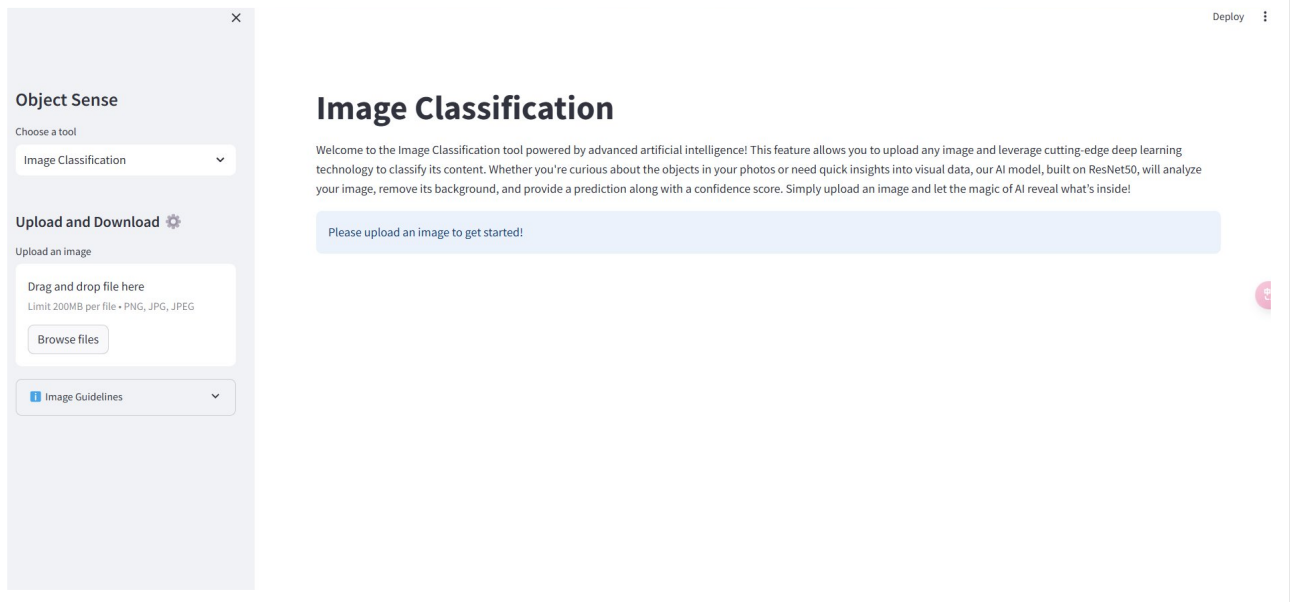 Deploy
Object Sense
Choose a tool
Image Classification
Upload and Download
Upload an image
Drag and drop file here
Limit 200MB per file • PNG, JPG, JPEG
Browse files
Image Guidelines
Image Classification
Welcome to the Image Classification tool powered by advanced artificial intelligence! This feature allows you to upload any image and leverage cutting-edge deep learning
technology to classify its content. Whether you're curious about the objects in your photos or need quick insights into visual data, our AI model, built on ResNet50, will analyze
your image, remove its background, and provide a prediction along with a confidence score. Simply upload an image and let the magic of AI reveal what’s inside!
Please upload an image to get started!